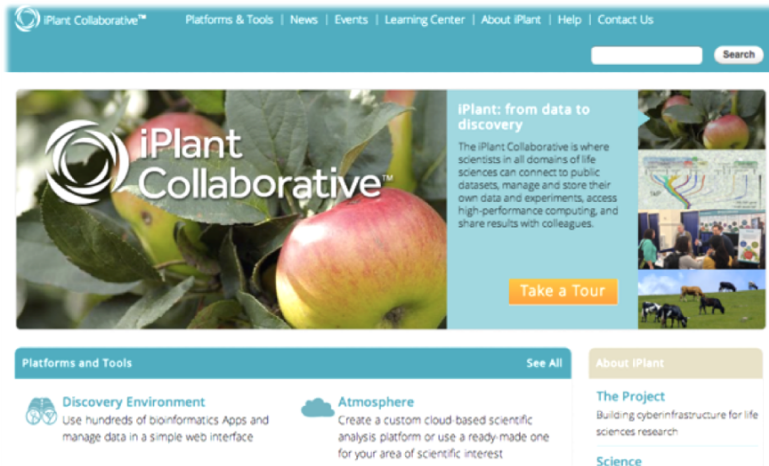 iPlant Collaborative™
Platforms & Tools | News | Events | Learning Center | About iPlant | Help | Contact Us
Search
iPlant
Collaborative™
iPlant: from data to
discovery
The iPlant Collaborative is where
scientists in all domains of life
sciences can connect to public
datasets, manage and store their
own data and experiments, access
high-performance computing, and
share results with colleagues.
Take a Tour
Platforms and Tools
See All
Discovery Environment
Use hundreds of bioinformatics Apps and
manage data in a simple web interface
Atmosphere
Create a custom cloud-based scientific
analysis platform or use a ready-made one
for your area of scientific interest
About iPlant
The Project
Building cyberinfrastructure for life
sciences research
Science